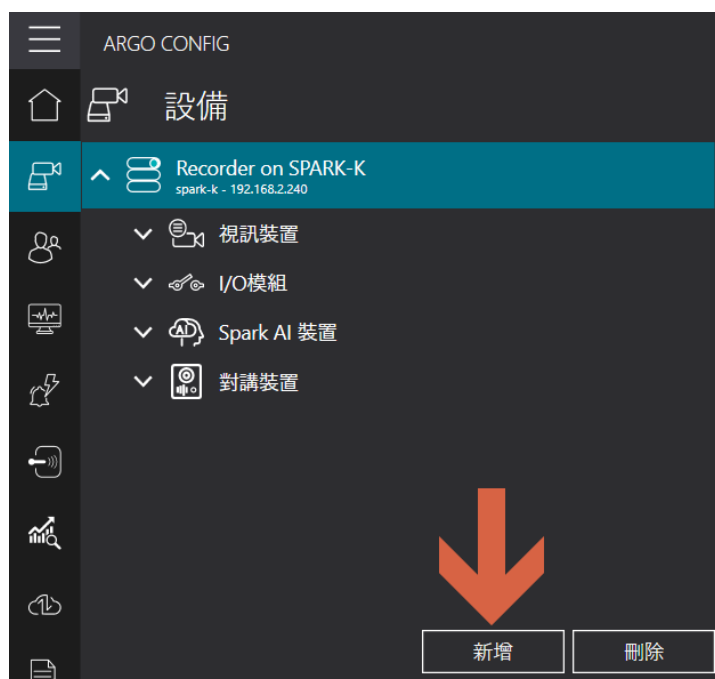 ARGO CONFIG
設備
Recorder on SPARK-K
spark-k - 192.168.2.240
視訊裝置
I/O模組
AI Spark AI 裝置
對講裝置
新增 刪除